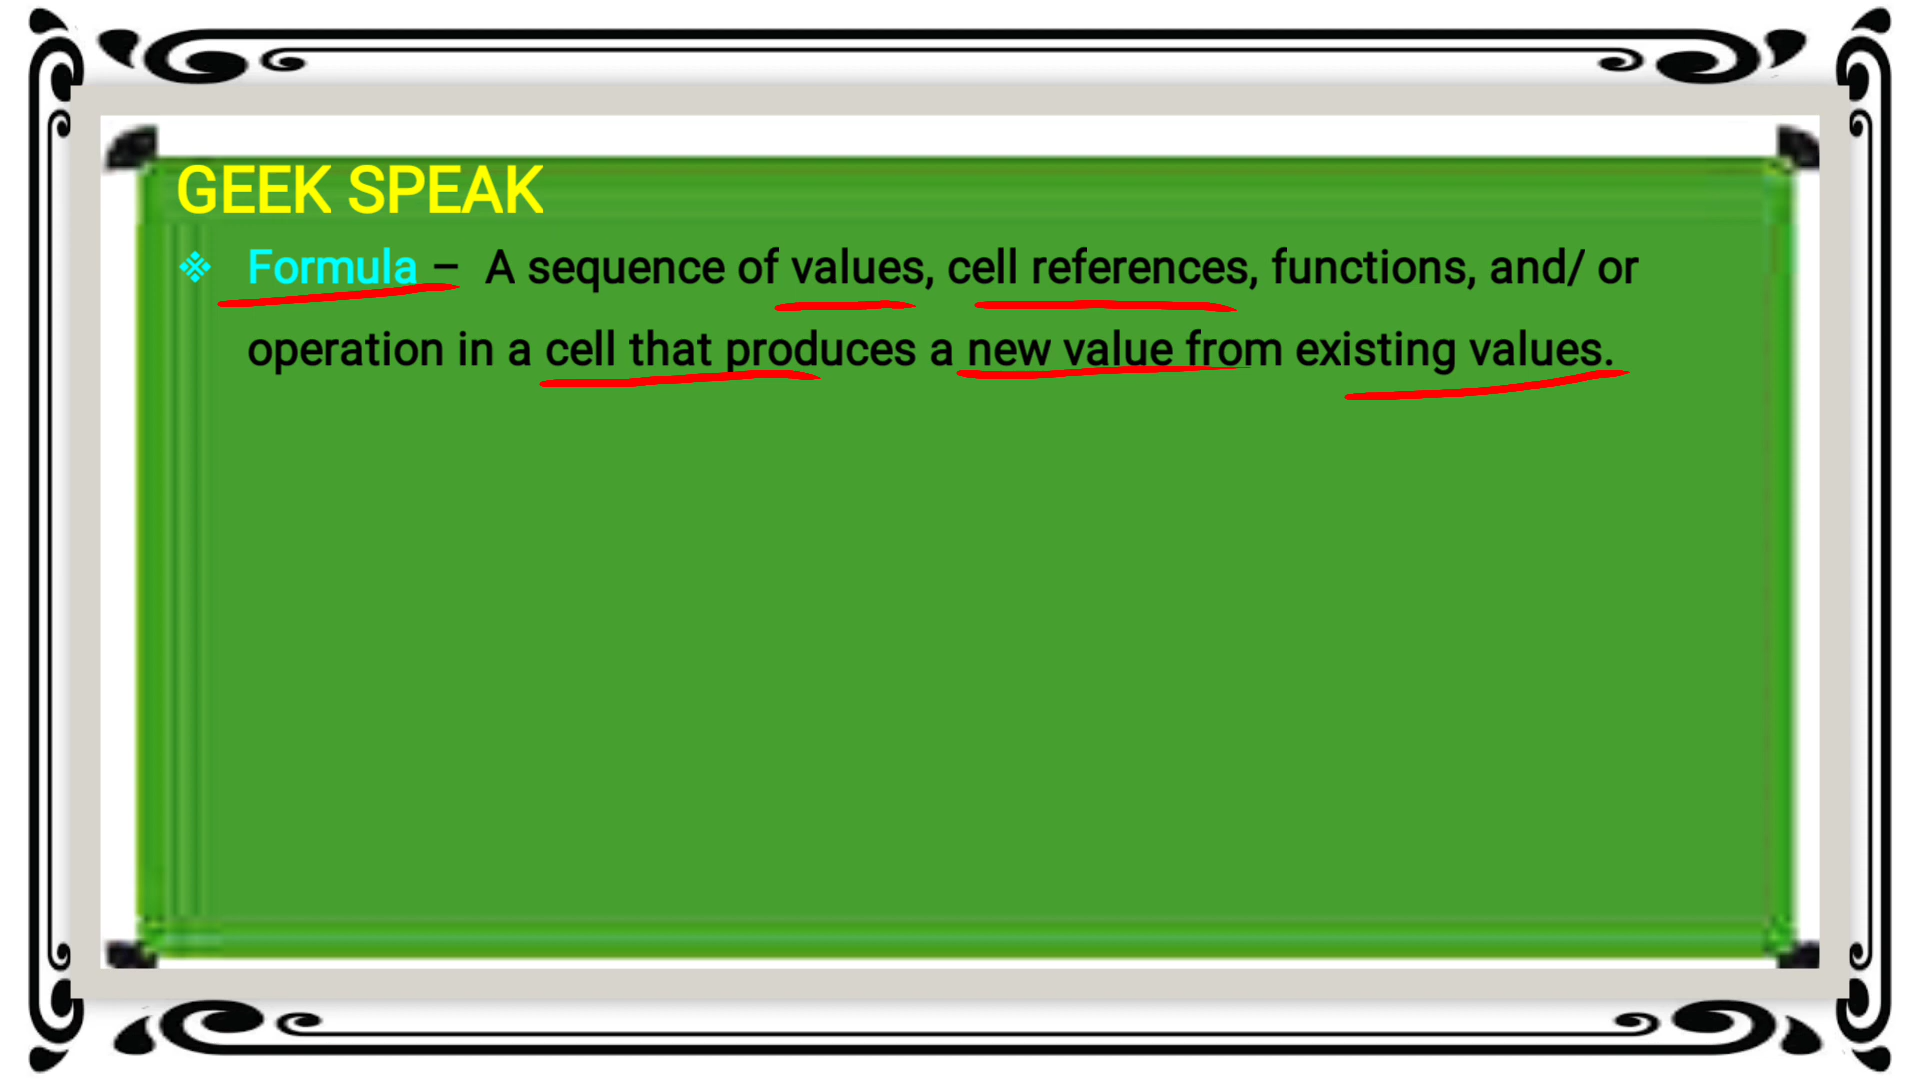 GEEK SPEAK
❖ Formula – A sequence of values, cell references, functions, and/ or
operation in a cell that produces a new value from existing values.